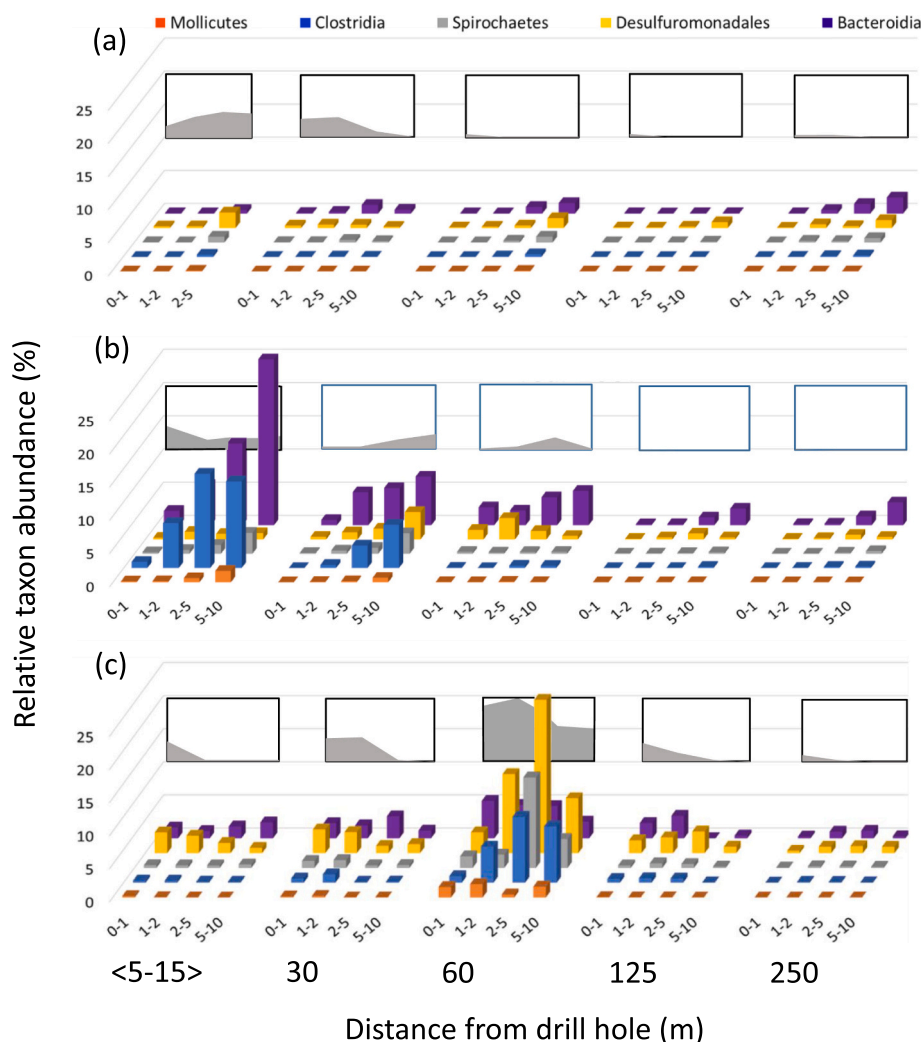 Mollicutes Clostridia Spirochaetes Desulfuromonadales Bacteroidia
(a)
25
20
15
10
5
0
0-1 1-2 2-5 0-1 1-2 2-5 5-10 0-1 1-2 2-5 5-10 0-1 1-2 2-5 5-10 0-1 1-2 2-5 5-10
(b)
25
20
15
10
5
0
0-1 1-2 2-5 5-10 0-1 1-2 2-5 5-10 0-1 1-2 2-5 5-10 0-1 1-2 2-5 5-10 0-1 1-2 2-5 5-10
(c)
25
20
15
10
5
0
0-1 1-2 2-5 5-10 0-1 1-2 2-5 5-10 0-1 1-2 2-5 5-10 0-1 1-2 2-5 5-10 0-1 1-2 2-5 5-10
Relative taxon abundance (%)
<5-15> 30 60 125 250
Distance from drill hole (m)